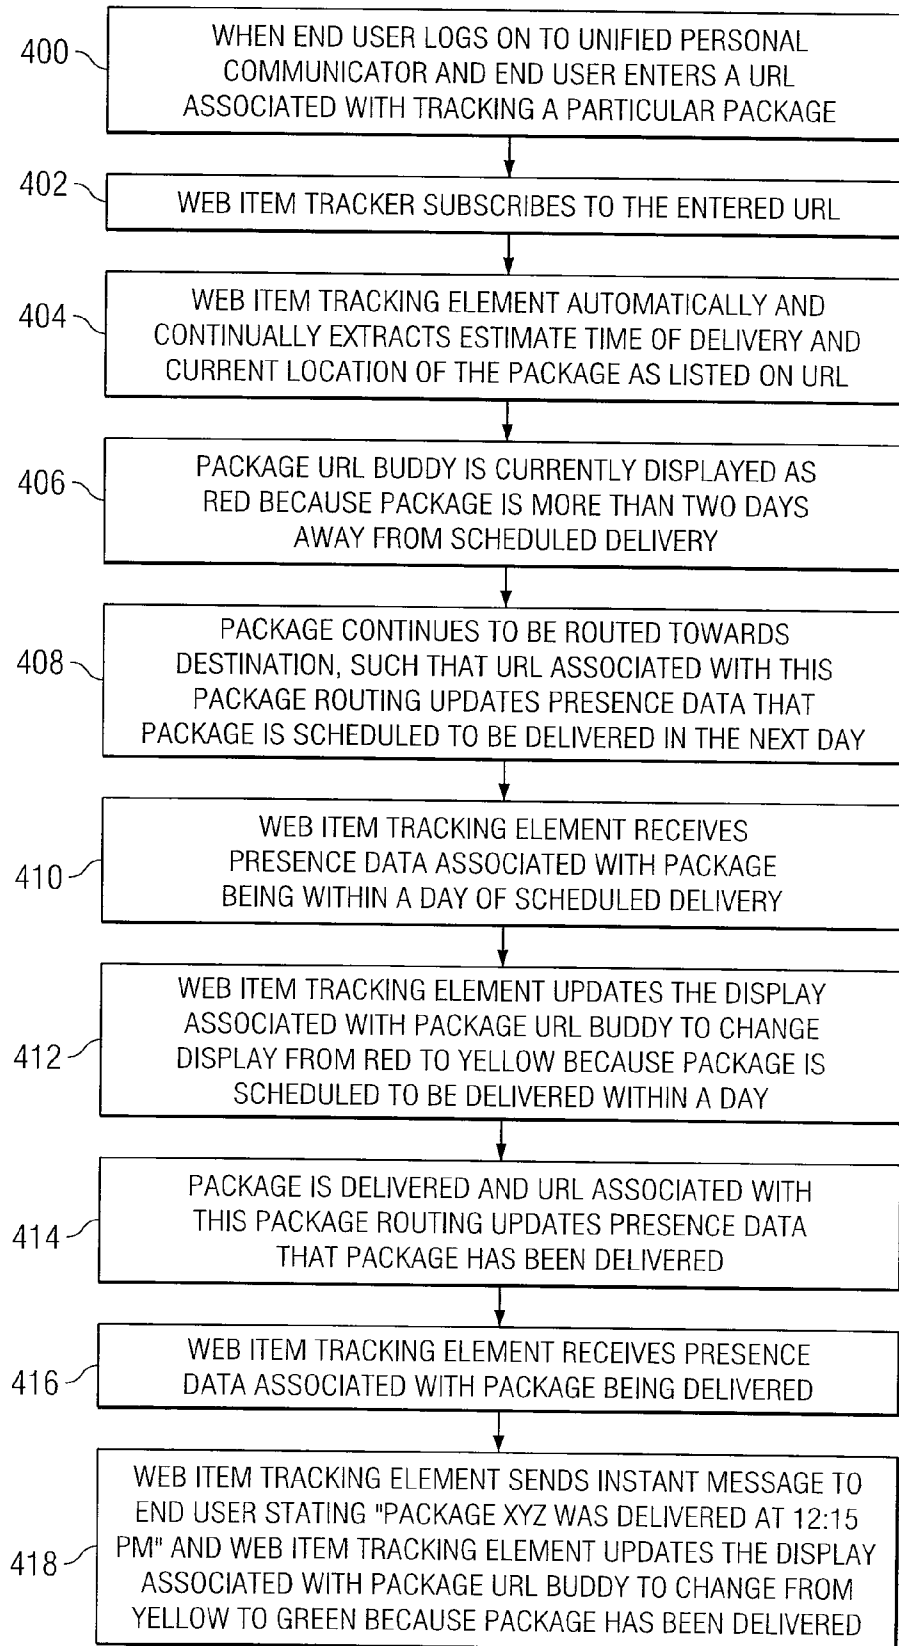 400
WHEN END USER LOGS ON TO UNIFIED PERSONAL
COMMUNICATOR AND END USER ENTERS A URL
ASSOCIATED WITH TRACKING A PARTICULAR PACKAGE
402
WEB ITEM TRACKER SUBSCRIBES TO THE ENTERED URL
404
WEB ITEM TRACKING ELEMENT AUTOMATICALLY AND
CONTINUALLY EXTRACTS ESTIMATE TIME OF DELIVERY AND
CURRENT LOCATION OF THE PACKAGE AS LISTED ON URL
406
PACKAGE URL BUDDY IS CURRENTLY DISPLAYED AS
RED BECAUSE PACKAGE IS MORE THAN TWO DAYS
AWAY FROM SCHEDULED DELIVERY
408
PACKAGE CONTINUES TO BE ROUTED TOWARDS
DESTINATION, SUCH THAT URL ASSOCIATED WITH THIS
PACKAGE ROUTING UPDATES PRESENCE DATA THAT
PACKAGE IS SCHEDULED TO BE DELIVERED IN THE NEXT DAY
410
WEB ITEM TRACKING ELEMENT RECEIVES
PRESENCE DATA ASSOCIATED WITH PACKAGE
BEING WITHIN A DAY OF SCHEDULED DELIVERY
412
WEB ITEM TRACKING ELEMENT UPDATES THE DISPLAY
ASSOCIATED WITH PACKAGE URL BUDDY TO CHANGE
DISPLAY FROM RED TO YELLOW BECAUSE PACKAGE IS
SCHEDULED TO BE DELIVERED WITHIN A DAY
414
PACKAGE IS DELIVERED AND URL ASSOCIATED WITH
THIS PACKAGE ROUTING UPDATES PRESENCE DATA
THAT PACKAGE HAS BEEN DELIVERED
416
WEB ITEM TRACKING ELEMENT RECEIVES PRESENCE
DATA ASSOCIATED WITH PACKAGE BEING DELIVERED
418
WEB ITEM TRACKING ELEMENT SENDS INSTANT MESSAGE TO
END USER STATING "PACKAGE XYZ WAS DELIVERED AT 12:15
PM" AND WEB ITEM TRACKING ELEMENT UPDATES THE DISPLAY
ASSOCIATED WITH PACKAGE URL BUDDY TO CHANGE FROM
YELLOW TO GREEN BECAUSE PACKAGE HAS BEEN DELIVERED